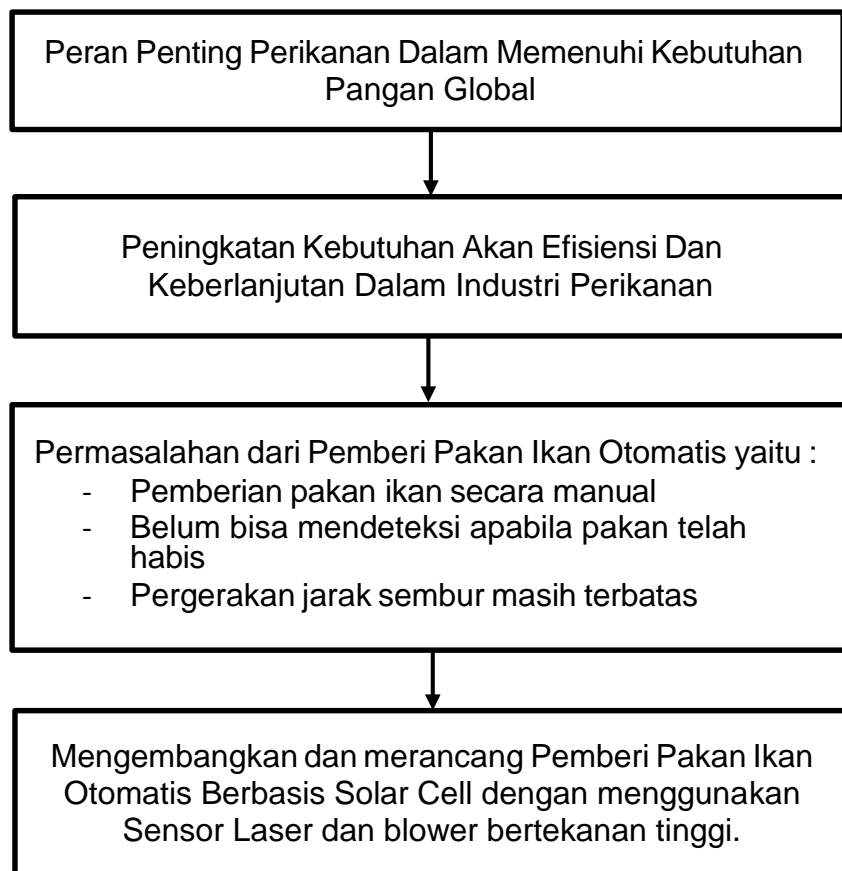 Peran Penting Perikanan Dalam Memenuhi Kebutuhan
Pangan Global
Peningkatan Kebutuhan Akan Efisiensi Dan
Keberlanjutan Dalam Industri Perikanan
Permasalahan dari Pemberi Pakan Ikan Otomatis yaitu :
- Pemberian pakan ikan secara manual
- Belum bisa mendeteksi apabila pakan telah
habis
- Pergerakan jarak sembur masih terbatas
Mengembangkan dan merancang Pemberi Pakan Ikan
Otomatis Berbasis Solar Cell dengan menggunakan
Sensor Laser dan blower bertekanan tinggi.